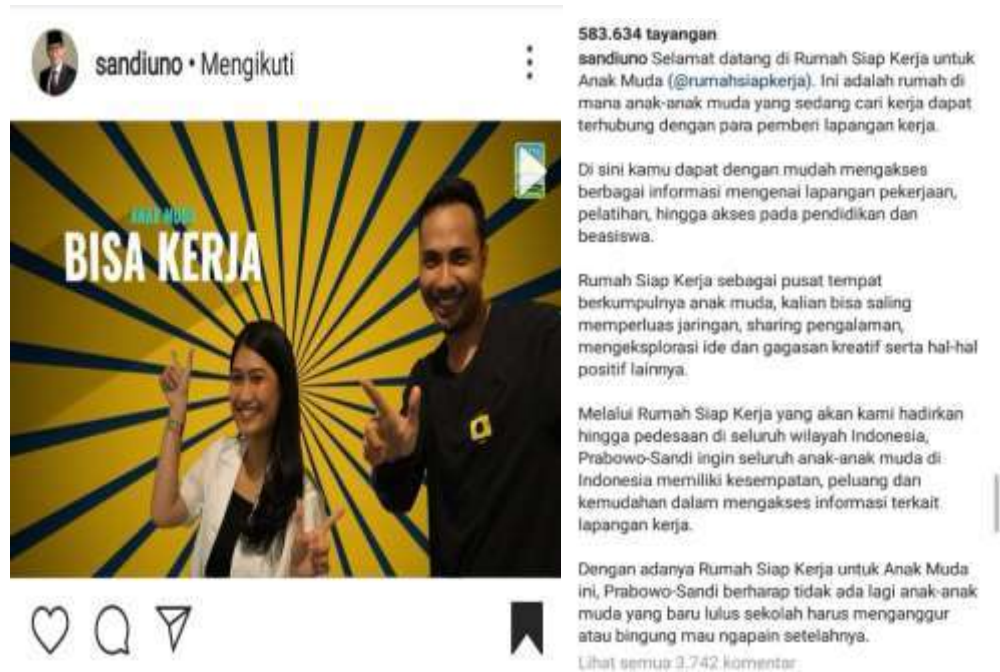 sandiuno • Mengikuti
ANAK MUDA
BISA KERJA
583.634 tayangan
sandiuno Selamat datang di Rumah Siap Kerja untuk
Anak Muda (@rumahsiapkerja). Ini adalah rumah di
mana anak-anak muda yang sedang cari kerja dapat
terhubung dengan para pemberi lapangan kerja.
Di sini kamu dapat dengan mudah mengakses
berbagai informasi mengenai lapangan pekerjaan,
pelatihan, hingga akses pada pendidikan dan
beasiswa.
Rumah Siap Kerja sebagai pusat tempat
berkumpulnya anak muda, kalian bisa saling
memperluas jaringan, sharing pengalaman,
mengeksplorasi ide dan gagasan kreatif serta hal-hal
positif lainnya.
Melalui Rumah Siap Kerja yang akan kami hadirkan
hingga pedesaan di seluruh wilayah Indonesia,
Prabowo-Sandi ingin seluruh anak-anak muda di
Indonesia memiliki kesempatan, peluang dan
kemudahan dalam mengakses informasi terkait
lapangan kerja.
Dengan adanya Rumah Siap Kerja untuk Anak Muda
ini, Prabowo-Sandi berharap tidak ada lagi anak-anak
muda yang baru lulus sekolah harus menganggur
atau bingung mau ngapain setelahnya.
Lihat semua 3.742 komentar